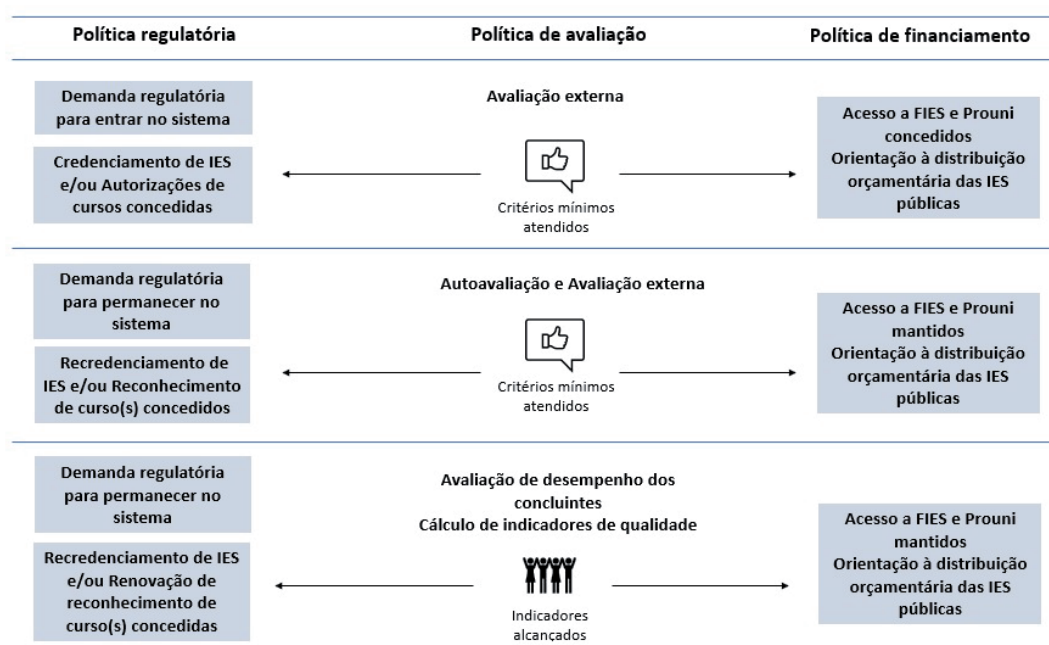 Política regulatória
Política de avaliação
Política de financiamento
Demanda regulatória
para entrar no sistema
Credenciamento de IES
e/ou Autorizações de
cursos concedidas
Avaliação externa
Critérios mínimos
atendidos
Acesso a FIES e Prouni
concedidos
Orientação à distribuição
orçamentária das IES
públicas
Demanda regulatória
para permanecer no
sistema
Recredenciamento de
IES e/ou Reconhecimento
de curso(s) concedidos
Autoavaliação e Avaliação externa
Critérios mínimos
atendidos
Acesso a FIES e Prouni
mantidos
Orientação à distribuição
orçamentária das IES
públicas
Demanda regulatória
para permanecer no
sistema
Recredenciamento de IES
e/ou Renovação de
reconhecimento de
curso(s) concedidas
Avaliação de desempenho dos
concluintes
Cálculo de indicadores de qualidade
Indicadores
alcançados
Acesso a FIES e Prouni
mantidos
Orientação à distribuição
orçamentária das IES
públicas